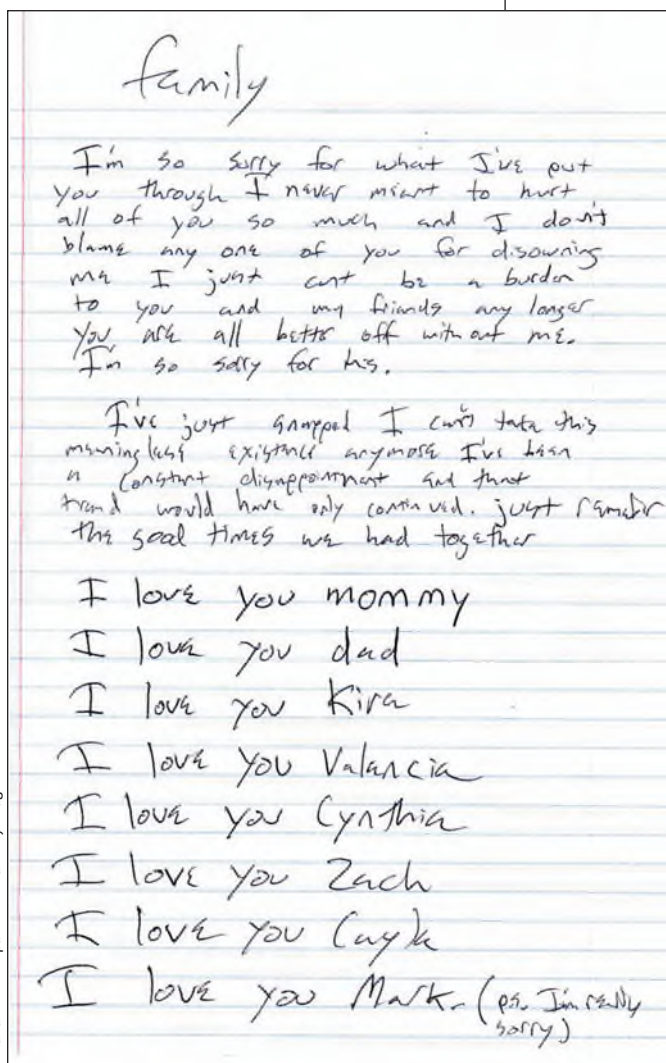 family
I'm so sorry for what I've put
you through I never meant to hurt
all of you so much and I don't
blame any one of you for disowning
me I just cant be a burden
to you and my friends any longer
You are all better off without me.
I'm so sorry for this.
I've just snapped I can't take this
meaningless existence anymore I've been
a constant disappointment and that
trend would have only continued. just remember
the good times we had together
I love you mommy
I love you dad
I love you Kira
I love you Valancia
I love you Cynthia
I love you Zach
I love you Cayla
I love you Mark. (ps. I'm really
sorry)